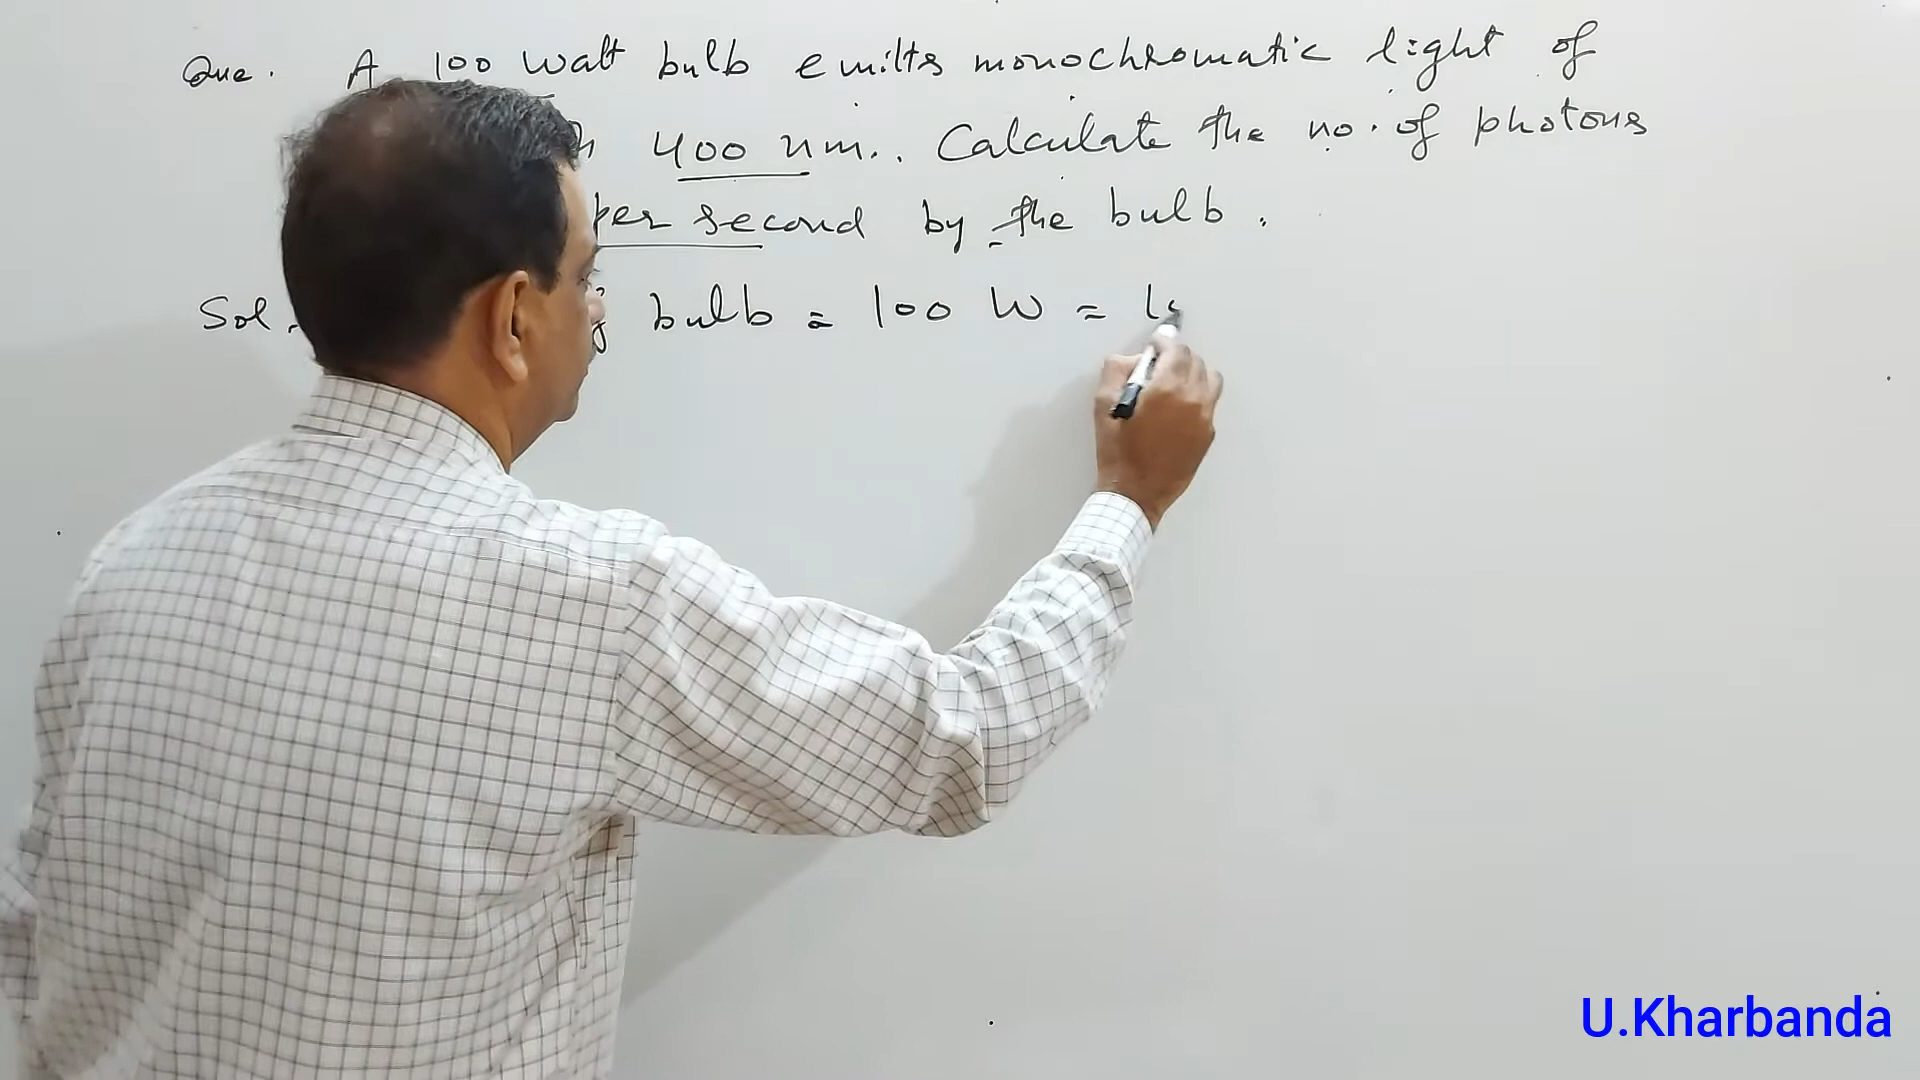 Que. A 100 Watt bulb emitts monochromatic light of
400 nm.. Calculate the no. of photons
per second by the bulb.
Sol. bulb = 100 W =
U.Kharbanda